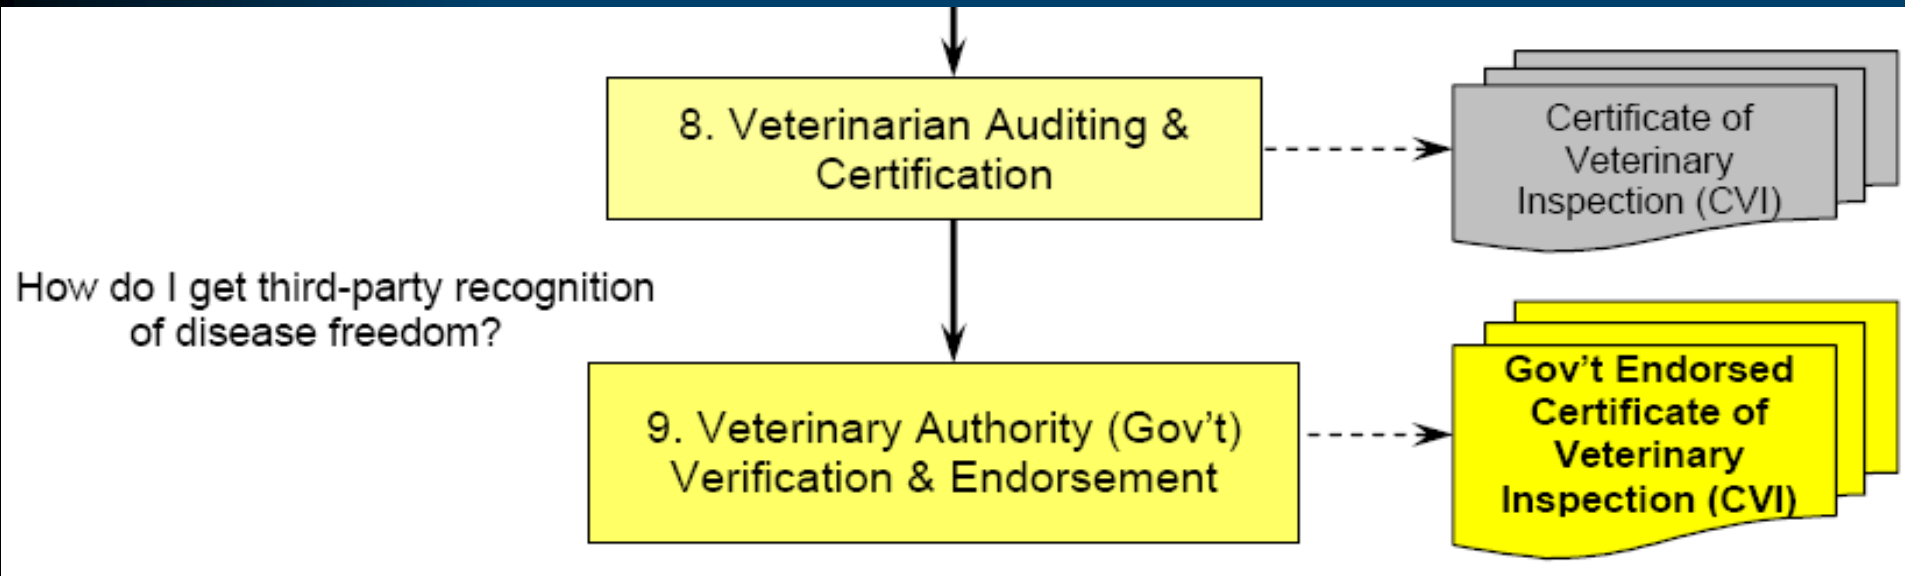 8. Veterinarian Auditing &
Certification
Certificate of
Veterinary
Inspection (CVI)
How do I get third-party recognition
of disease freedom?
9. Veterinary Authority (Gov’t)
Verification & Endorsement
Gov’t Endorsed
Certificate of
Veterinary
Inspection (CVI)